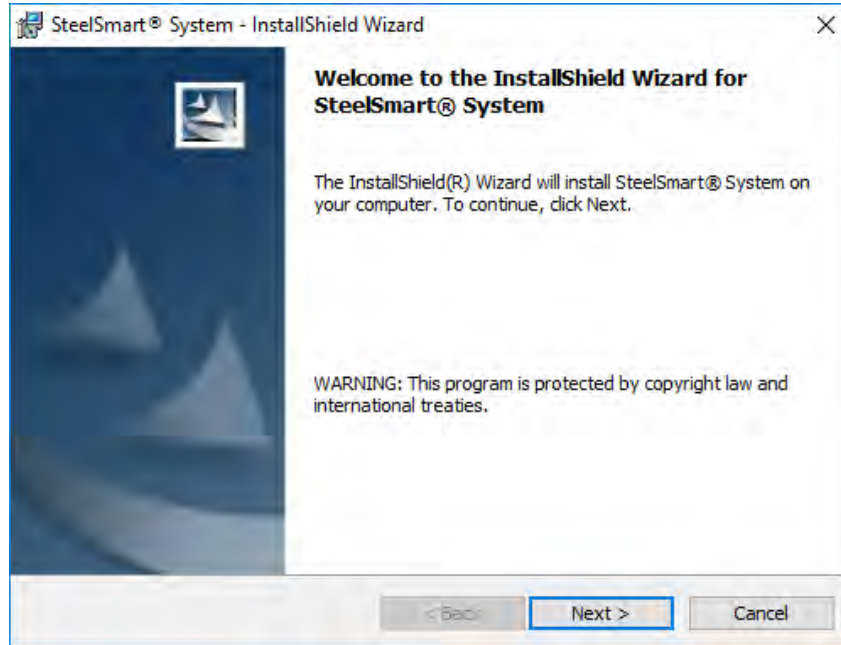 SteelSmart® System - InstallShield Wizard
Welcome to the InstallShield Wizard for
SteelSmart® System
The InstallShield(R) Wizard will install SteelSmart® System on
your computer. To continue, click Next.
WARNING: This program is protected by copyright law and
international treaties.
< Back
Next >
Cancel